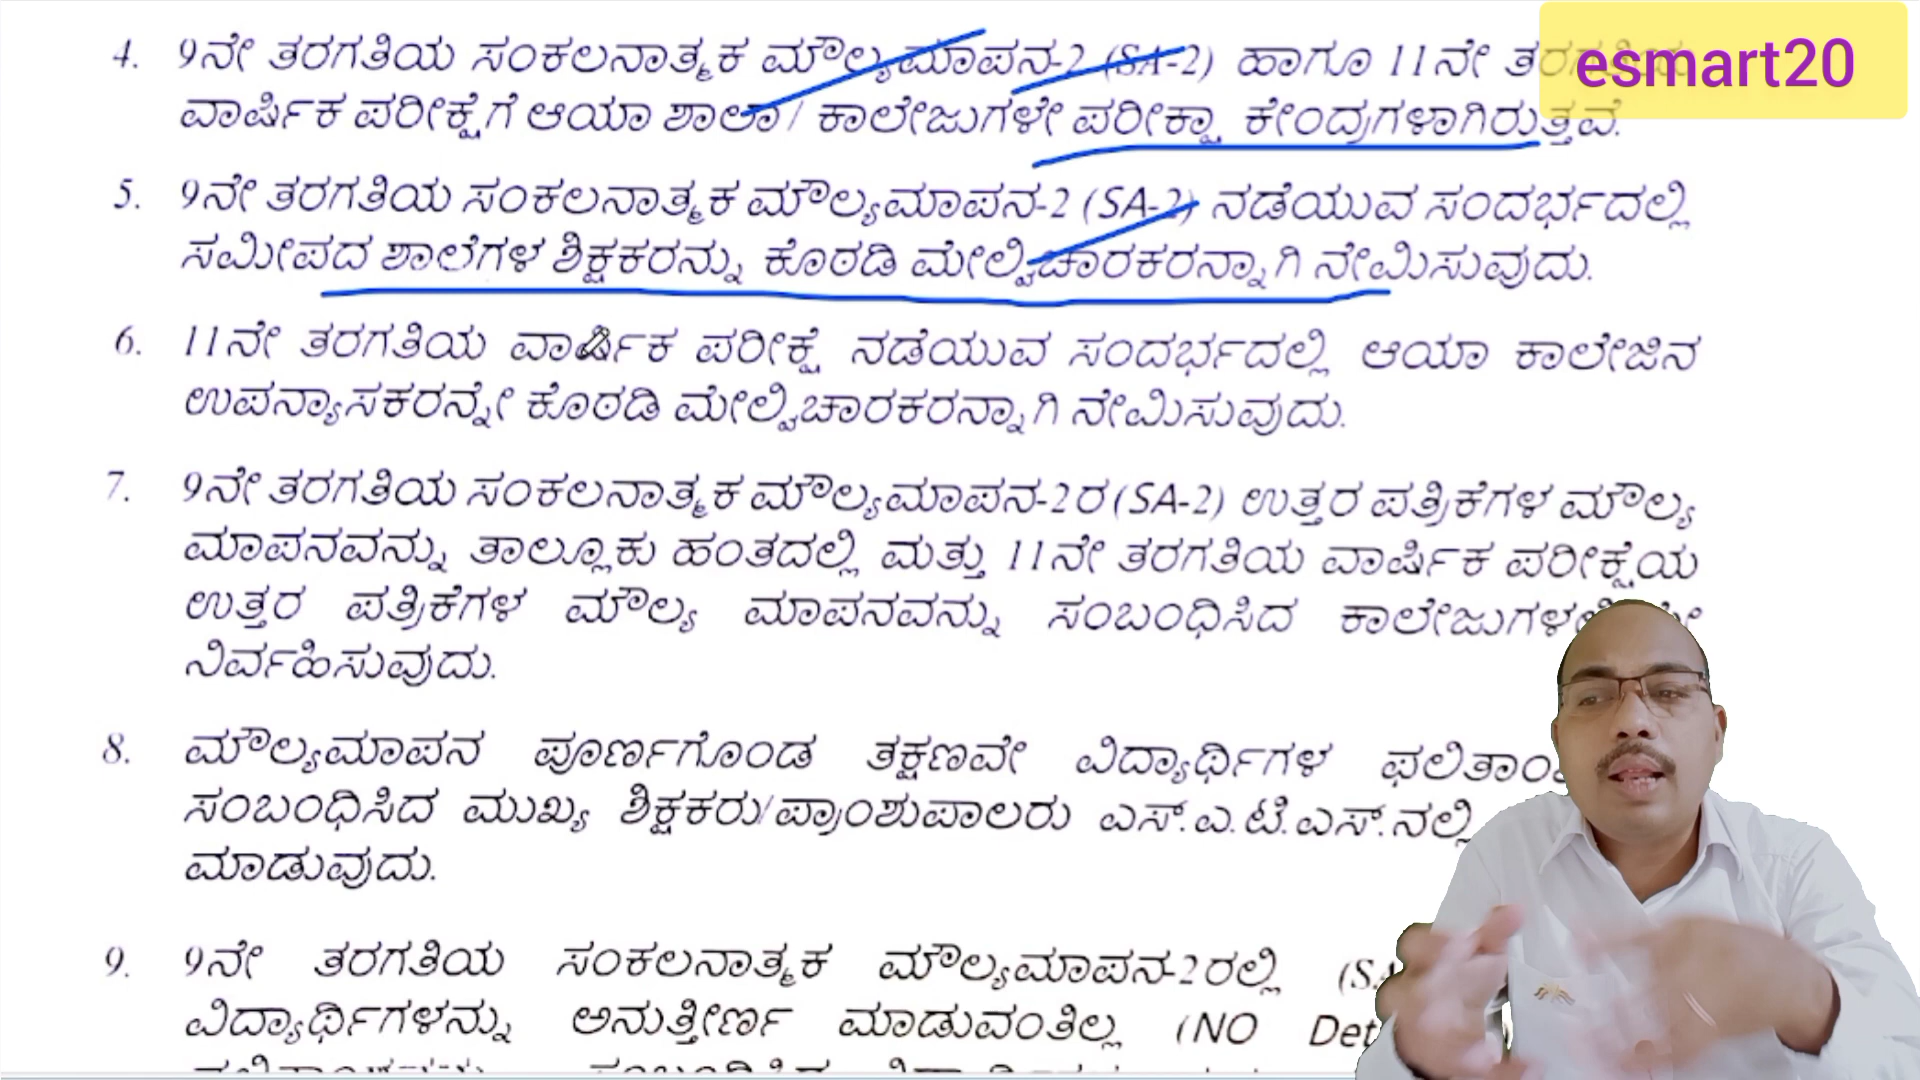 esmart20
4. 9ನೇ ತರಗತಿಯ ಸಂಕಲನಾತ್ಮಕ ಮೌಲ್ಯಮಾಪನ-2 (SA-2) ಹಾಗೂ 11ನೇ
ವಾರ್ಷಿಕ ಪರೀಕ್ಷೆಗೆ ಆಯಾ ಶಾಲಾ/ ಕಾಲೇಜುಗಳೇ ಪರೀಕ್ಷಾ ಕೇಂದ್ರಗಳಾಗಿರುತ್ತವೆ.
5. 9ನೇ ತರಗತಿಯ ಸಂಕಲನಾತ್ಮಕ ಮೌಲ್ಯಮಾಪನ-2 (SA-2) ನಡೆಯುವ ಸಂದರ್ಭದಲ್ಲಿ
ಸಮೀಪದ ಶಾಲೆಗಳ ಶಿಕ್ಷಕರನ್ನು ಕೊಠಡಿ ಮೇಲ್ವಿಚಾರಕರನ್ನಾಗಿ ನೇಮಿಸುವುದು.
6. 11ನೇ ತರಗತಿಯ ವಾರ್ಷಿಕ ಪರೀಕ್ಷೆ ನಡೆಯುವ ಸಂದರ್ಭದಲ್ಲಿ ಆಯಾ ಕಾಲೇಜಿನ
ಉಪನ್ಯಾಸಕರನ್ನೇ ಕೊಠಡಿ ಮೇಲ್ವಿಚಾರಕರನ್ನಾಗಿ ನೇಮಿಸುವುದು.
7. 9ನೇ ತರಗತಿಯ ಸಂಕಲನಾತ್ಮಕ ಮೌಲ್ಯಮಾಪನ-2ರ (SA-2) ಉತ್ತರ ಪತ್ರಿಕೆಗಳ ಮೌಲ್ಯ
ಮಾಪನವನ್ನು ತಾಲ್ಲೂಕು ಹಂತದಲ್ಲಿ ಮತ್ತು 11ನೇ ತರಗತಿಯ ವಾರ್ಷಿಕ ಪರೀಕ್ಷೆಯ
ಉತ್ತರ ಪತ್ರಿಕೆಗಳ ಮೌಲ್ಯ ಮಾಪನವನ್ನು ಸಂಬಂಧಿಸಿದ
ನಿರ್ವಹಿಸುವುದು.
8. ಮೌಲ್ಯಮಾಪನ ಪೂರ್ಣಗೊಂಡ ತಕ್ಷಣವೇ ವಿದ್ಯಾರ್ಥಿಗಳ
ಸಂಬಂಧಿಸಿದ ಮುಖ್ಯ ಶಿಕ್ಷಕರು/ಪ್ರಾಂಶುಪಾಲರು ಎಸ್.ಎ.ಟಿ.ಎಸ್.ನಲ್ಲಿ
ಮಾಡುವುದು.
9. 9ನೇ ತರಗತಿಯ ಸಂಕಲನಾತ್ಮಕ ಮೌಲ್ಯಮಾಪನ-2ರಲ್ಲಿ
ವಿದ್ಯಾರ್ಥಿಗಳನ್ನು ಅನುತ್ತೀರ್ಣ ಮಾಡುವಂತಿಲ್ಲ (NO